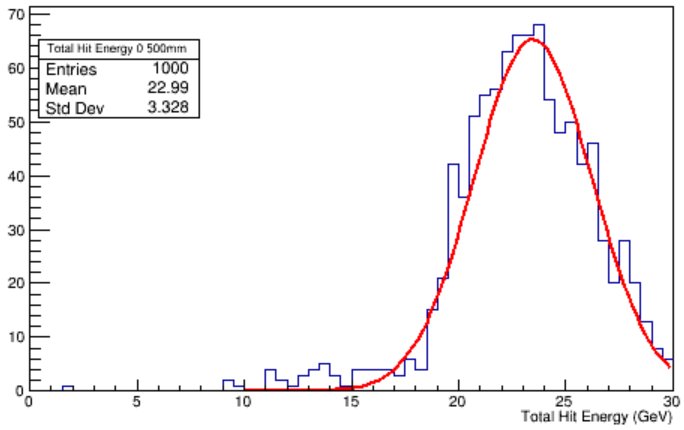 Total Hit Energy 0 500mm
Entries 1000
Mean 22.99
Std Dev 3.328
70
60
50
40
30
20
10
0
0 5 10 15 20 25 30
Total Hit Energy (GeV)